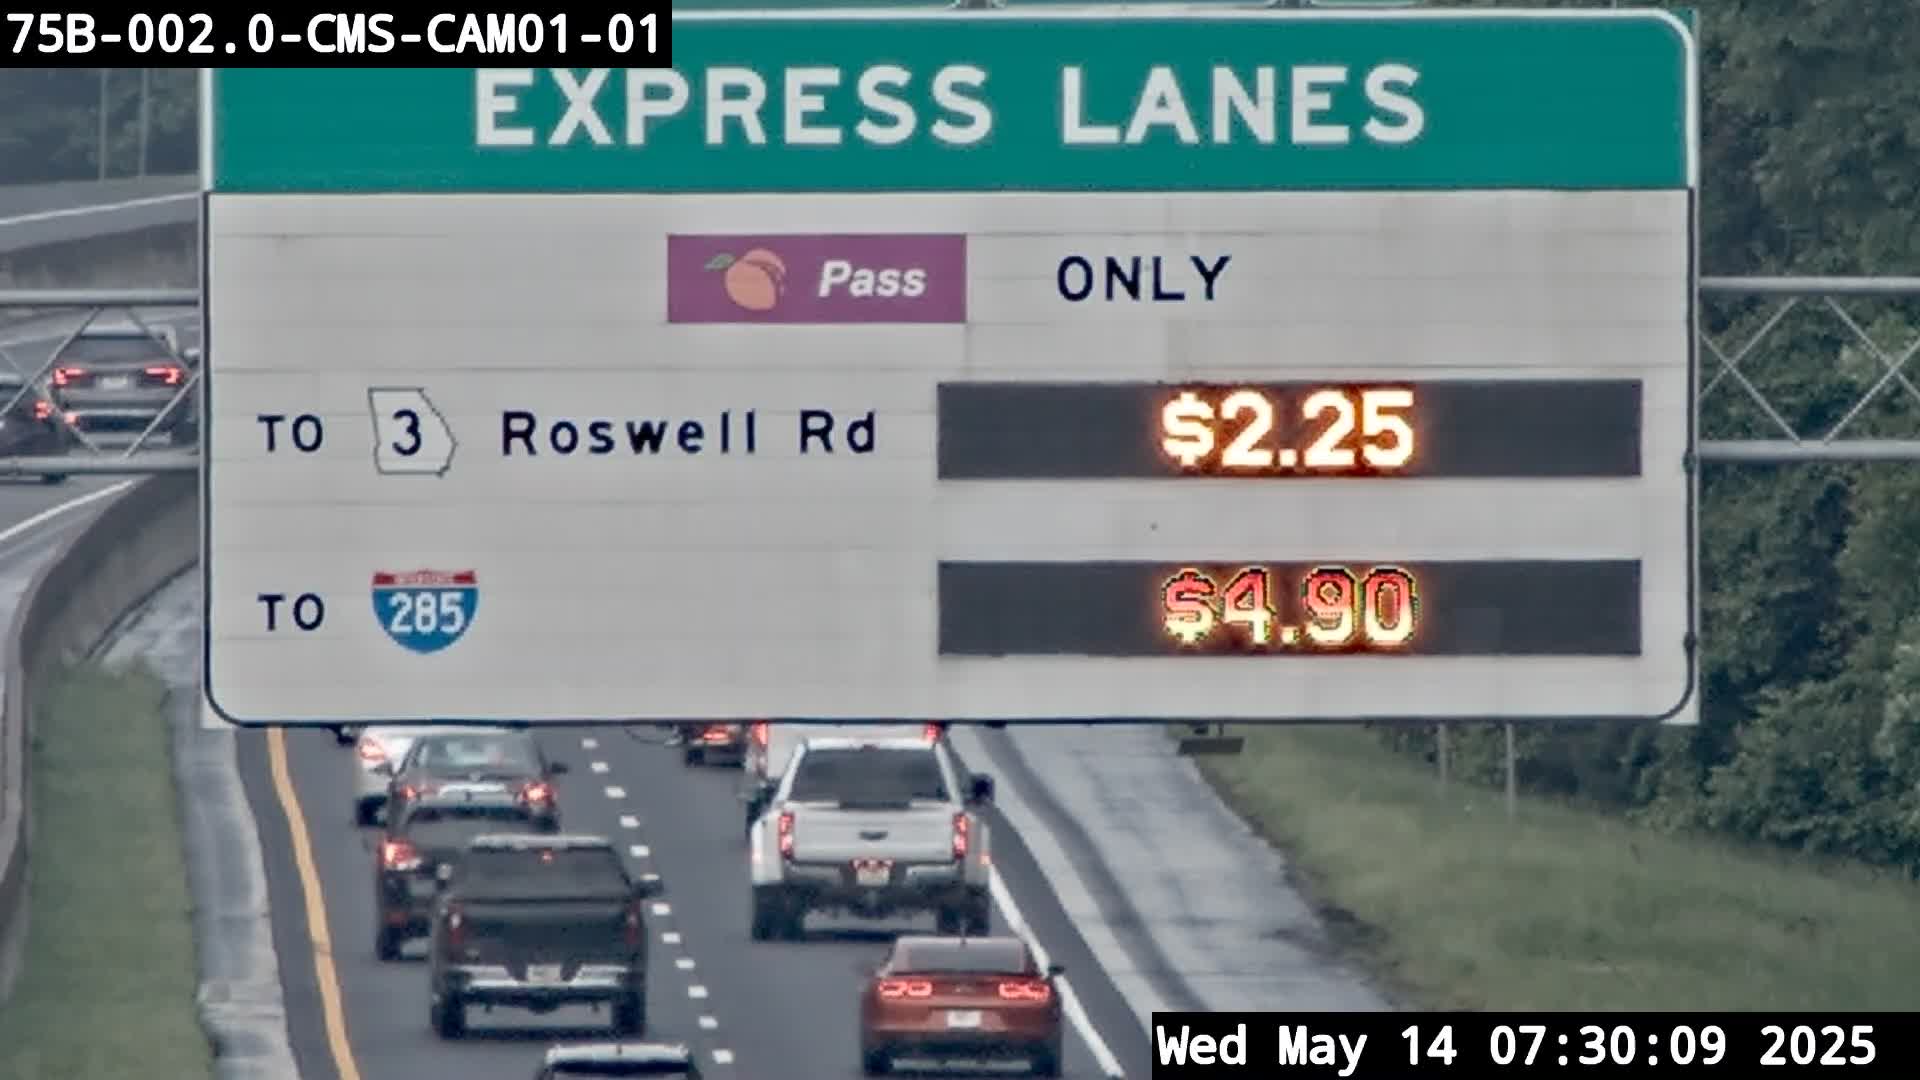 75B-002.0-CMS-CAM01-01
EXPRESS LANES
Pass ONLY
TO 3 Roswell Rd $2.25
TO 285 $4.90
Wed May 14 07:30:09 2025